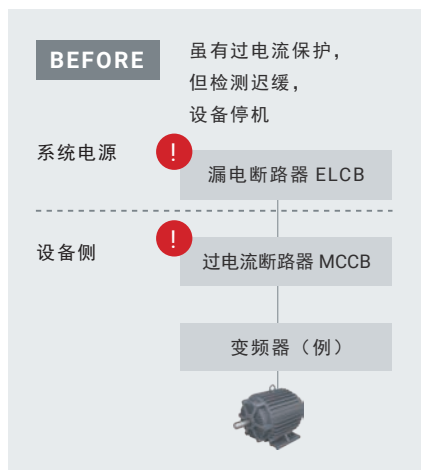 BEFORE
虽有过电流保护，
但检测迟缓，
设备停机
系统电源
!
漏电断路器 ELCB
设备侧
!
过电流断路器 MCCB
变频器（例）